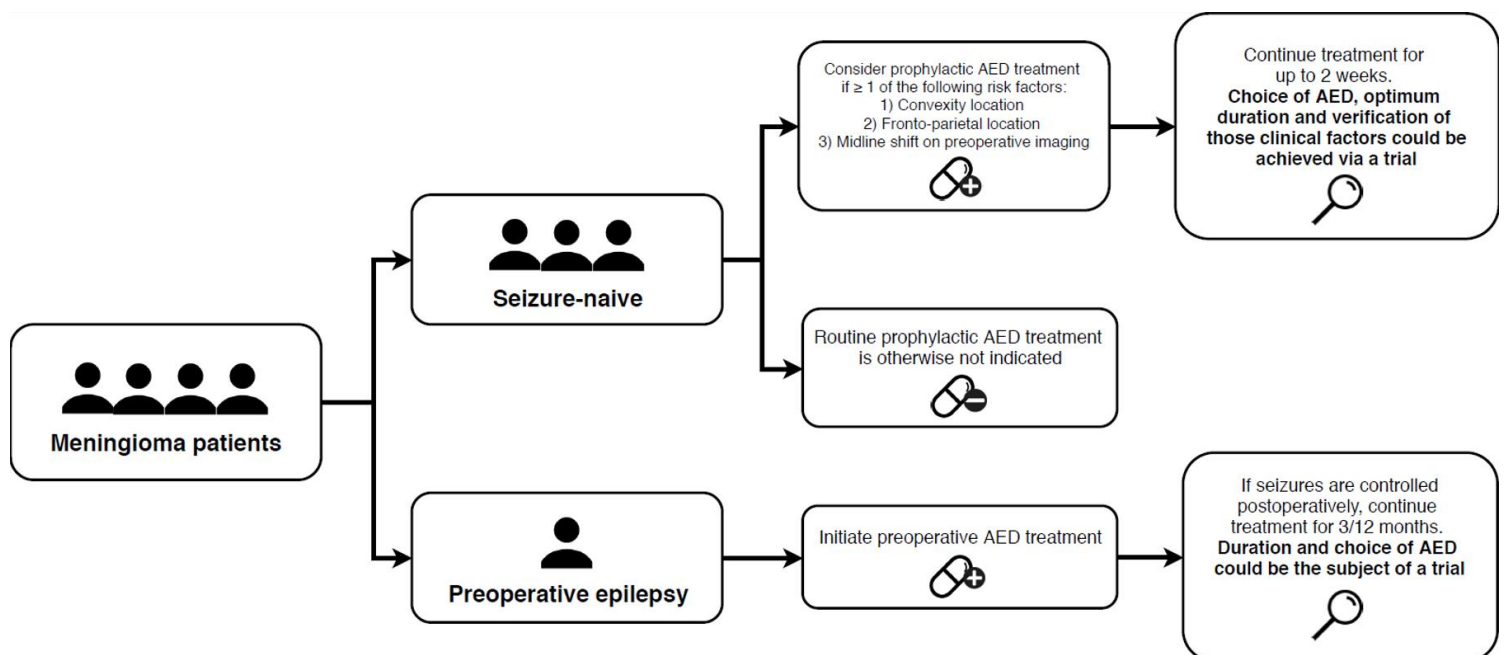 Meningioma patients
Seizure-naive
Preoperative epilepsy
Consider prophylactic AED treatment
if ≥ 1 of the following risk factors:
1) Convexity location
2) Fronto-parietal location
3) Midline shift on preoperative imaging
Routine prophylactic AED treatment
is otherwise not indicated
Initiate preoperative AED treatment
Continue treatment for
up to 2 weeks.
Choice of AED, optimum
duration and verification of
those clinical factors could be
achieved via a trial
If seizures are controlled
postoperatively, continue
treatment for 3/12 months.
Duration and choice of AED
could be the subject of a trial